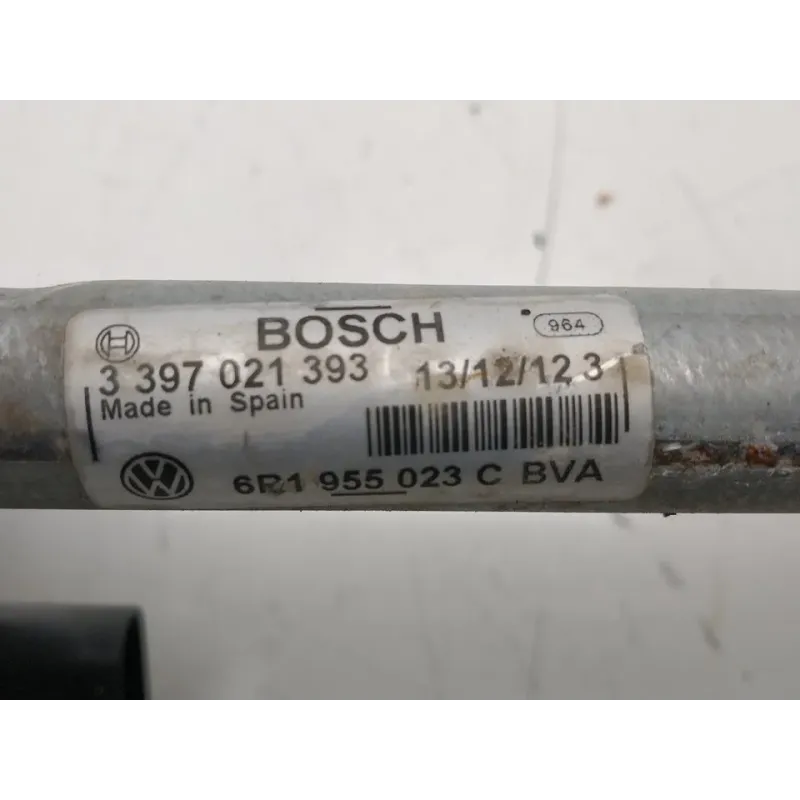 BOSCH 964
3 397 021 393 13/12/12 3
Made in Spain
6R1 955 023 C BVA